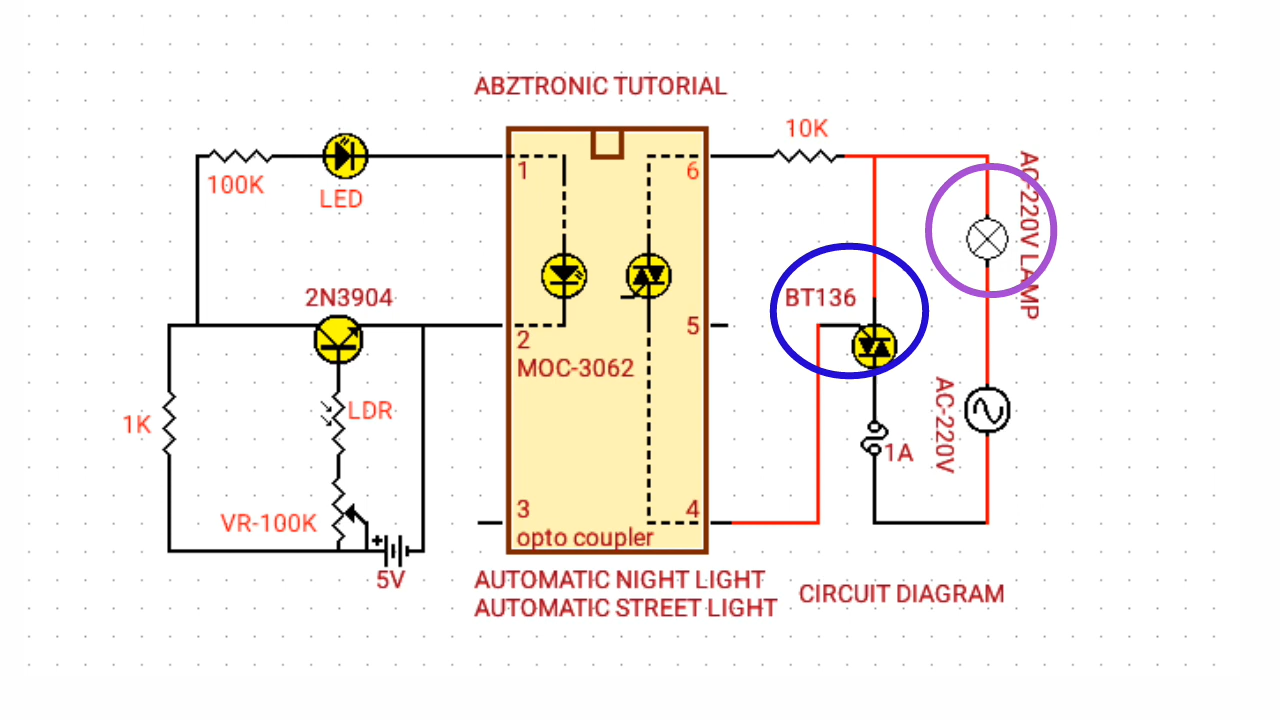 ABZTRONIC TUTORIAL
10K
100K
LED
1
6
AC-220V LAMP
2N3904
BT136
2
5
MOC-3062
LDR
1K
AC-220V
1A
3
4
VR-100K
opto coupler
+
5V
AUTOMATIC NIGHT LIGHT
AUTOMATIC STREET LIGHT
CIRCUIT DIAGRAM